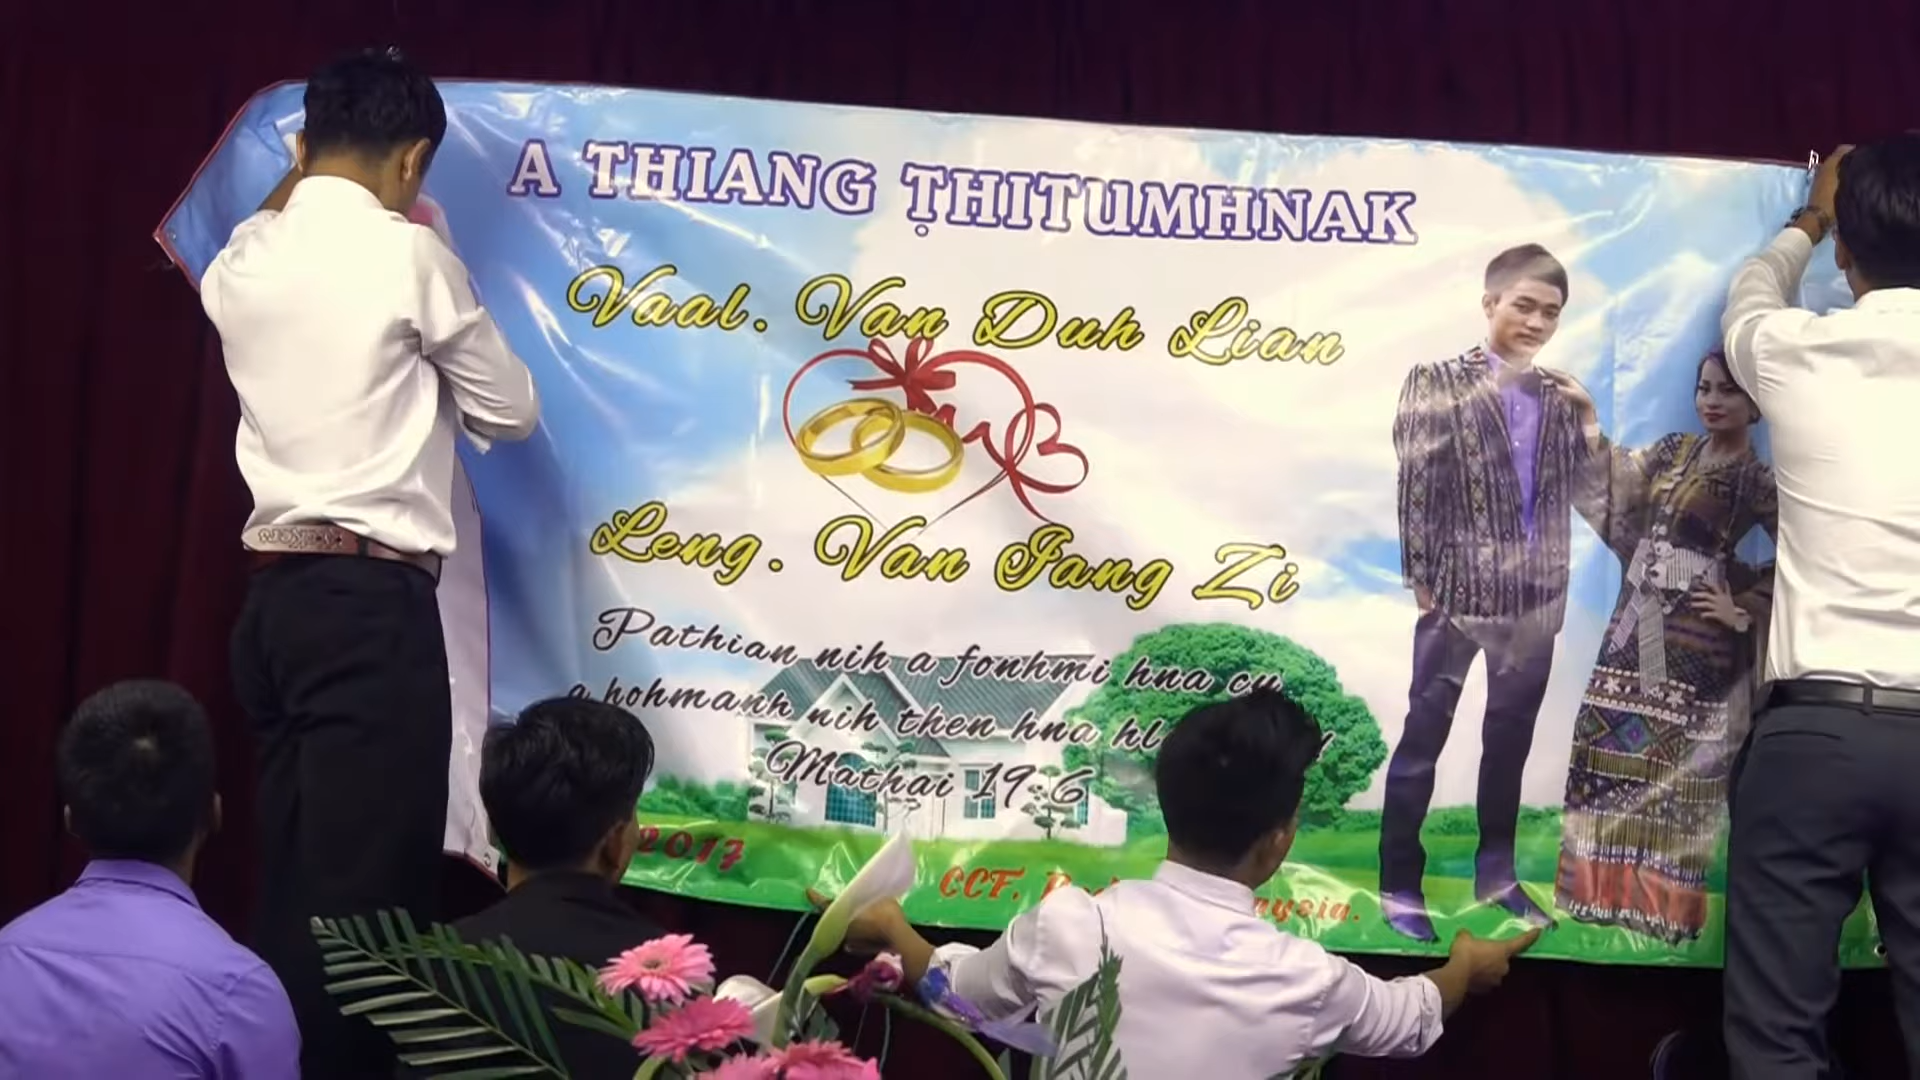 A THIANG ṬHITUMHNAK
Vaal. Van Duh Lian
Leng. Van Iang Zi
Pathian nih a fonhmi hna cu
a hohmanh nih then hna hl
Mathai 19 6
2017
CCF.